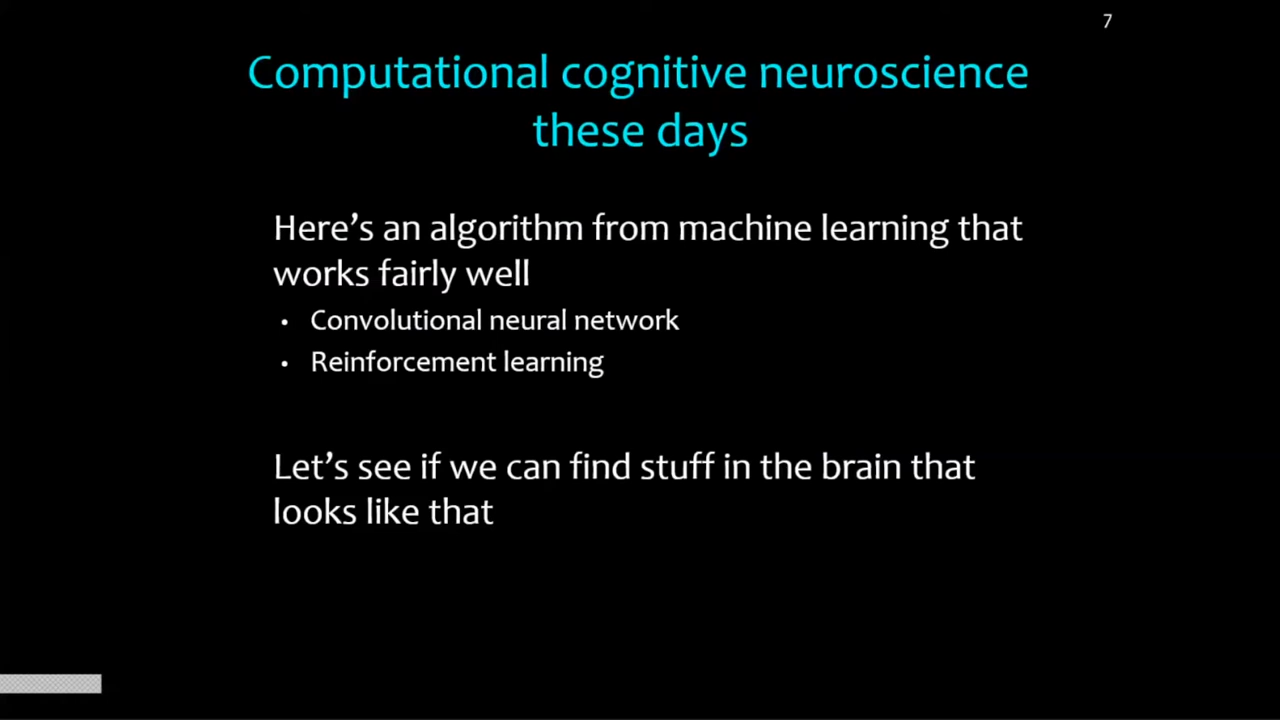 7
Computational cognitive neuroscience
these days
Here’s an algorithm from machine learning that
works fairly well
• Convolutional neural network
• Reinforcement learning
Let’s see if we can find stuff in the brain that
looks like that